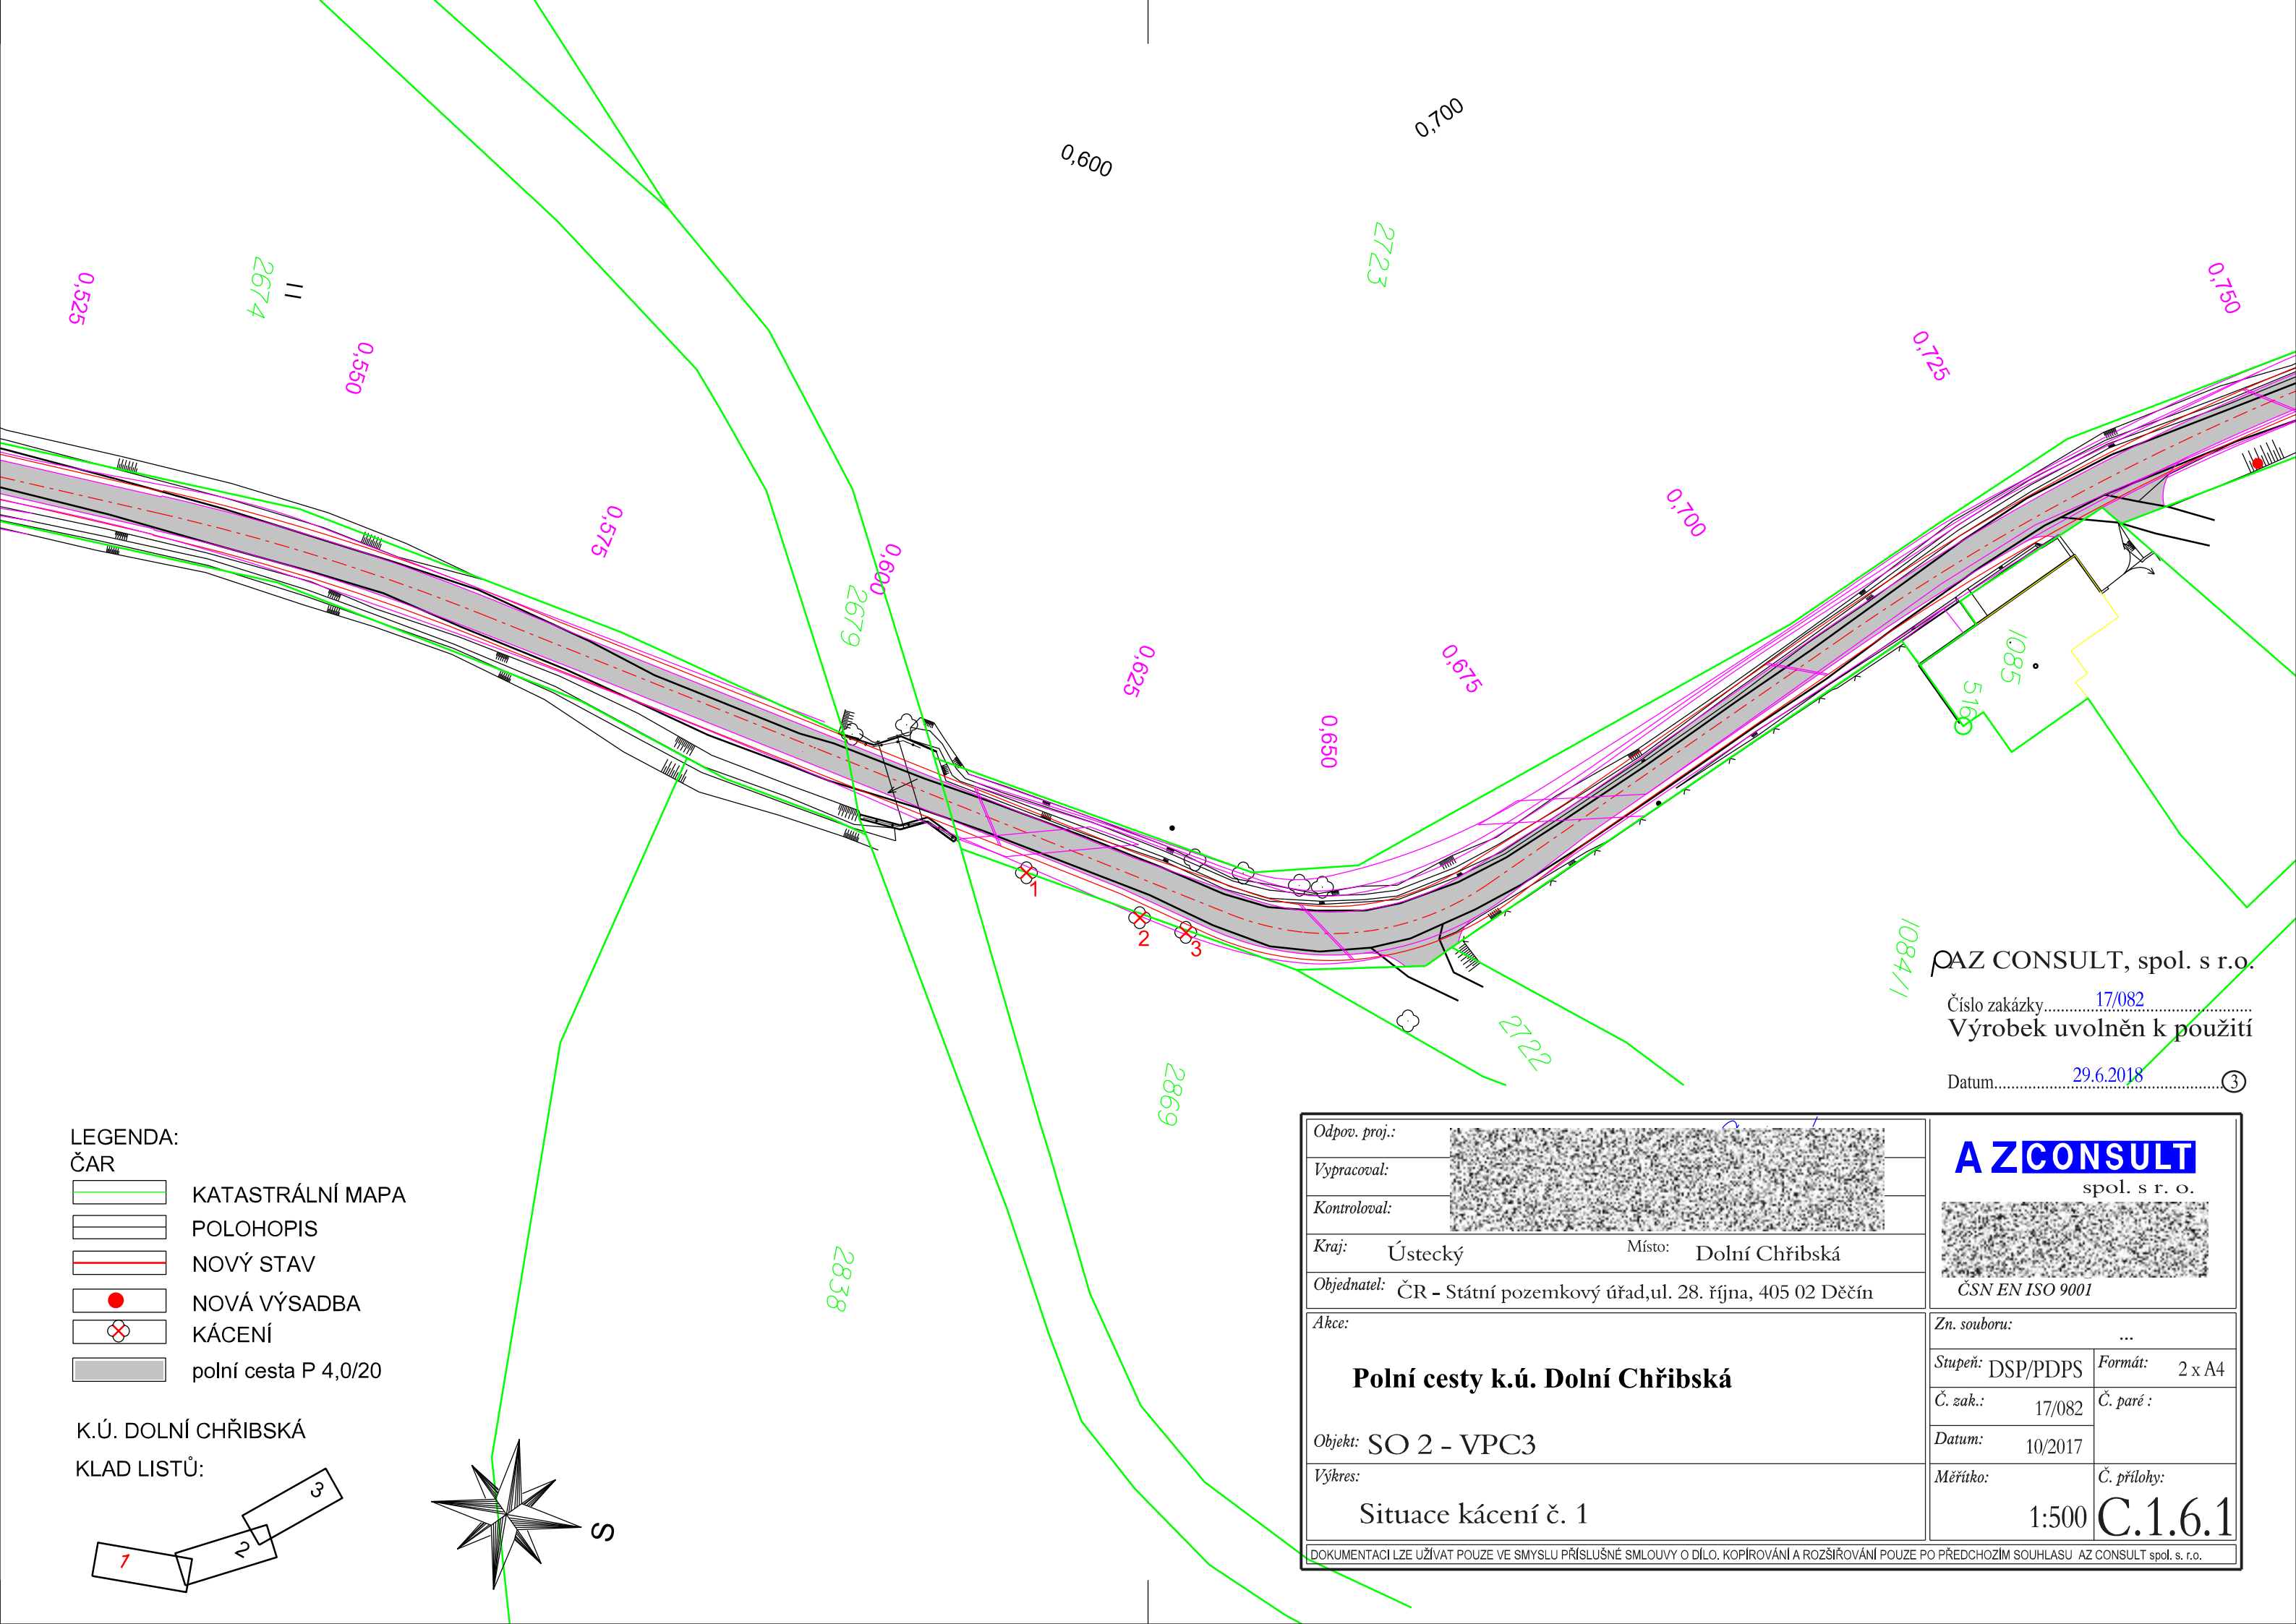 0,700
0,600
2723
0,525
2674
0,550
0,750
0,725
0,575
0,700
0,600
2679
0,625
0,675
0,650
1085
516
1
2
3
1084/1
2722
2869
2838
AZ CONSULT, spol. s r.o.
Číslo zakázky 17/082
Výrobek uvolněn k použití
Datum 29.6.2018 3
LEGENDA:
ČAR
KATASTRÁLNÍ MAPA
POLOHOPIS
NOVÝ STAV
NOVÁ VÝSADBA
KÁCENÍ
polní cesta P 4,0/20
K.Ú. DOLNÍ CHŘIBSKÁ
KLAD LISTŮ:
1
2
3
S
Odpov. proj.:
Vypracoval:
Kontroloval:
Kraj: Ústecký Místo: Dolní Chřibská
Objednatel: ČR - Státní pozemkový úřad,ul. 28. října, 405 02 Děčín
AZ CONSULT
spol. s r. o.
ČSN EN ISO 9001
Akce:
Polní cesty k.ú. Dolní Chřibská
Objekt: SO 2 - VPC3
Výkres:
Situace kácení č. 1
Zn. souboru: ...
Stupeň: DSP/PDPS Formát: 2 x A4
Č. zak.: 17/082 Č. paré :
Datum: 10/2017
Měřítko: 1:500 Č. přílohy: C.1.6.1
DOKUMENTACI LZE UŽÍVAT POUZE VE SMYSLU PŘÍSLUŠNÉ SMLOUVY O DÍLO. KOPÍROVÁNÍ A ROZŠIŘOVÁNÍ POUZE PO PŘEDCHOZÍM SOUHLASU AZ CONSULT spol. s r.o.